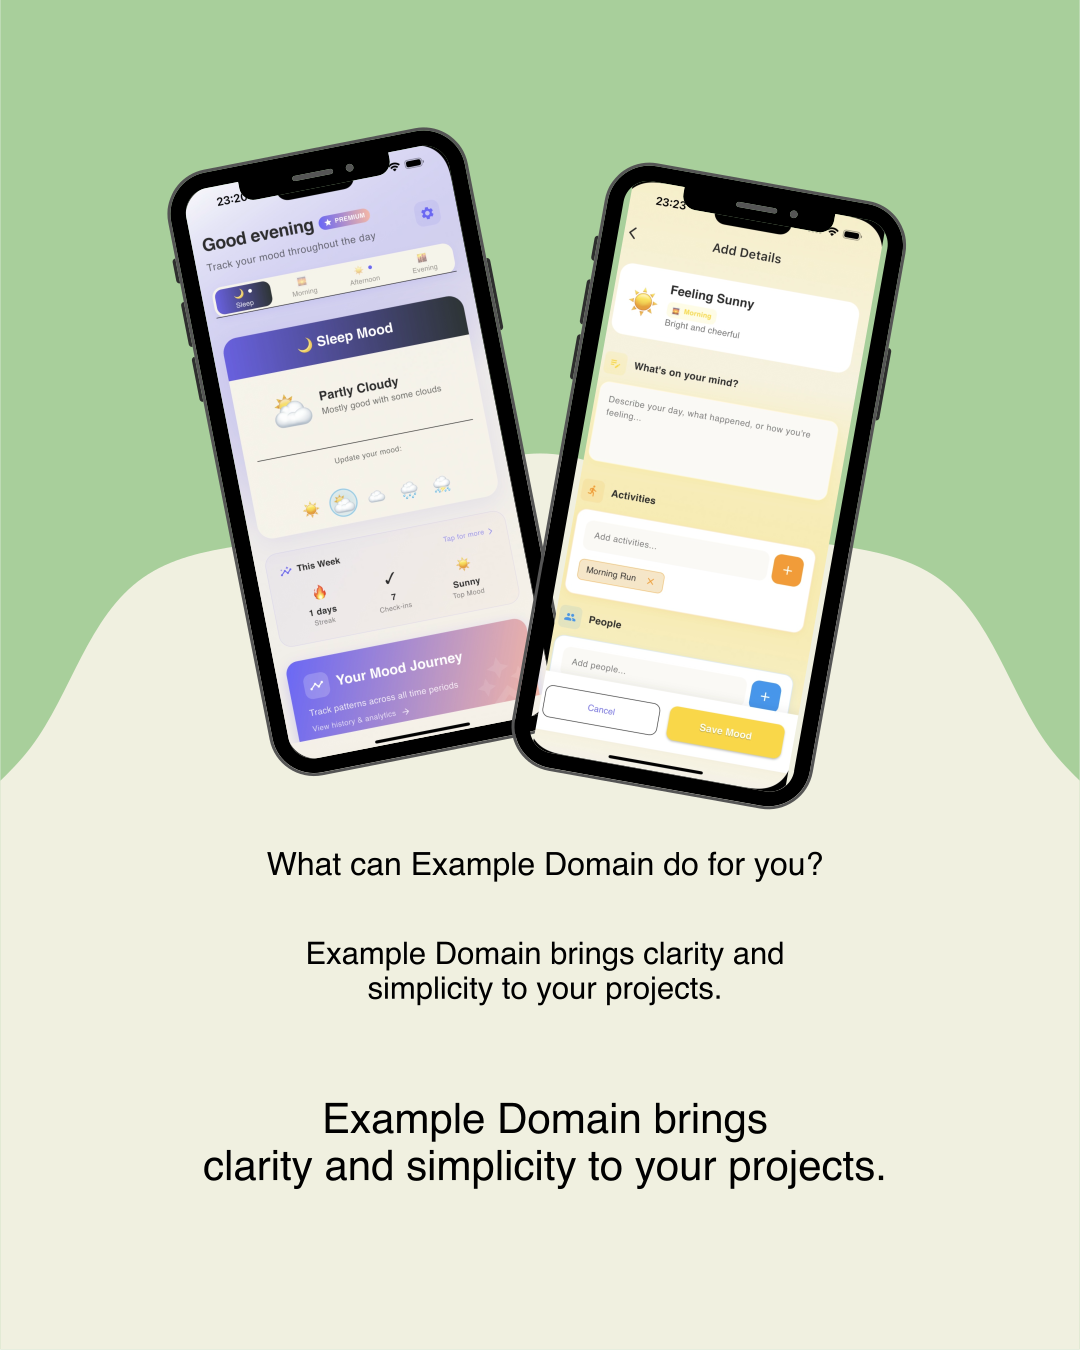 23:20
Good evening
PREMIUM
Track your mood throughout the day
Sleep
Morning
Afternoon
Evening
Sleep Mood
Partly Cloudy
Mostly good with some clouds
Update your mood:
This Week
Tap for more
1 days
Streak
7
Check-ins
Sunny
Top Mood
Your Mood Journey
Track patterns across all time periods
View history & analytics
23:23
Add Details
Feeling Sunny
Morning
Bright and cheerful
What's on your mind?
Describe your day, what happened, or how you're
feeling...
Activities
Add activities...
Morning Run
People
Add people...
Cancel
Save Mood
What can Example Domain do for you?
Example Domain brings clarity and
simplicity to your projects.
Example Domain brings
clarity and simplicity to your projects.